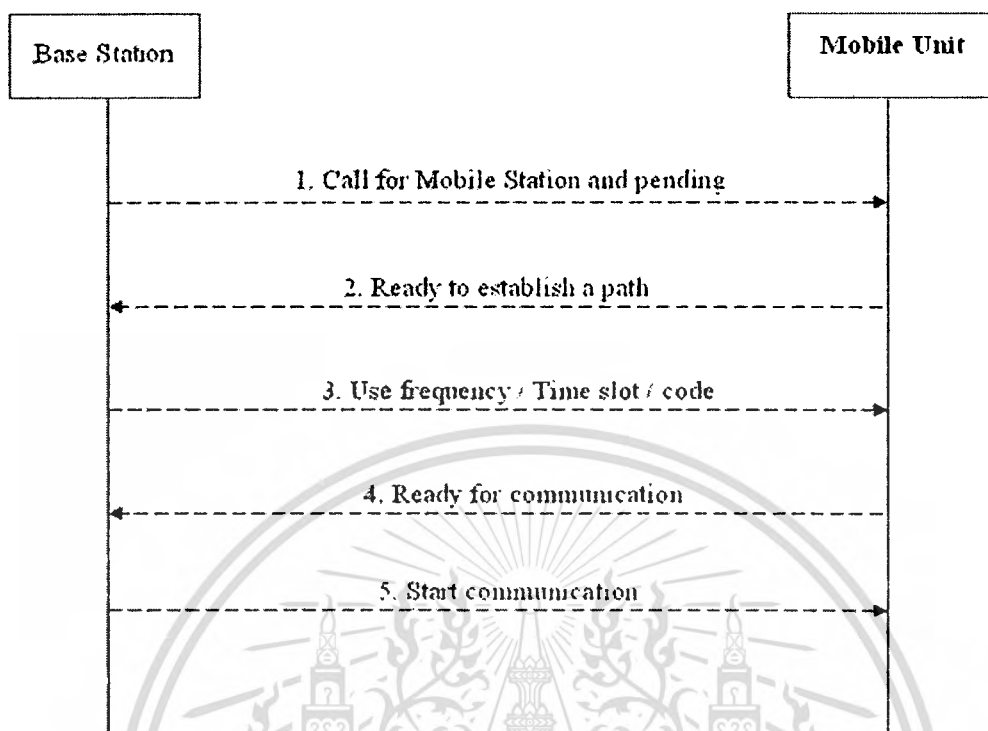 Base Station
Mobile Unit
1. Call for Mobile Station and pending
2. Ready to establish a path
3. Use frequency / Time slot / code
4. Ready for communication
5. Start communication